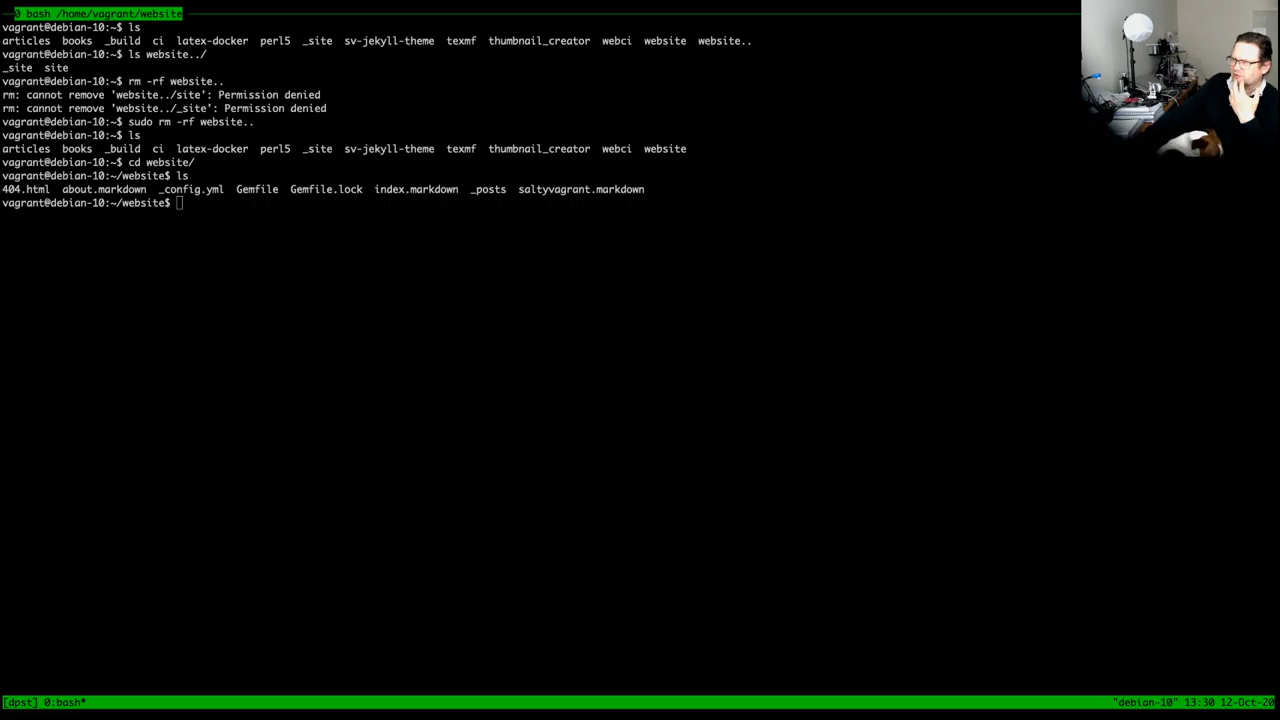 0 bash /home/vagrant/website
vagrant@debian-10:~$ ls
articles  books  _build  ci  latex-docker  perl5  _site  sv-jekyll-theme  texmf  thumbnail_creator  webci  website  website..
vagrant@debian-10:~$ ls website../
_site  site
vagrant@debian-10:~$ rm -rf website..
rm: cannot remove 'website../site': Permission denied
rm: cannot remove 'website../_site': Permission denied
vagrant@debian-10:~$ sudo rm -rf website..
vagrant@debian-10:~$ ls
articles  books  _build  ci  latex-docker  perl5  _site  sv-jekyll-theme  texmf  thumbnail_creator  webci  website
vagrant@debian-10:~$ cd website/
vagrant@debian-10:~/website$ ls
404.html  about.markdown  _config.yml  Gemfile  Gemfile.lock  index.markdown  _posts  saltyvagrant.markdown
vagrant@debian-10:~/website$
[dpst] 0:bash*  "debian-10" 13:30 12-Oct-20